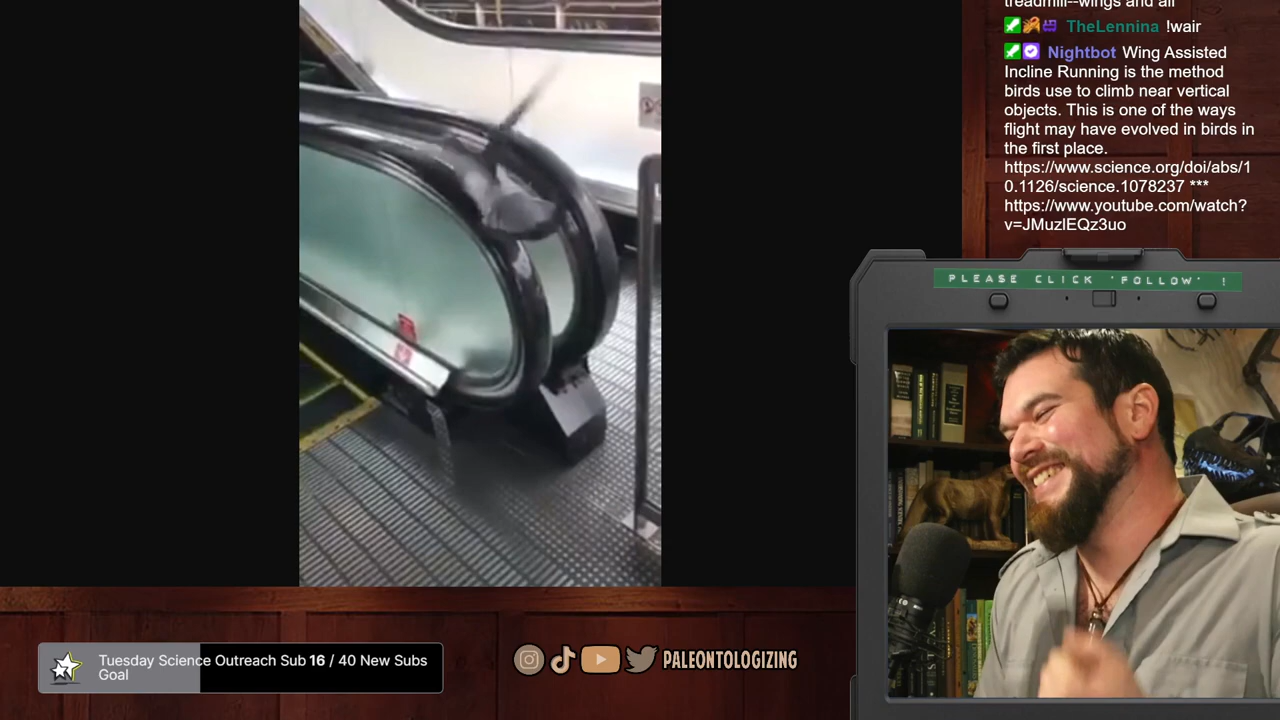 treadmill--wings and air
TheLennina !wair
Nightbot Wing Assisted
Incline Running is the method
birds use to climb near vertical
objects. This is one of the ways
flight may have evolved in birds in
the first place.
https://www.science.org/doi/abs/1
0.1126/science.1078237 ***
https://www.youtube.com/watch?
v=JMuzlEQz3uo
PLEASE CLICK 'FOLLOW' !
Tuesday Science Outreach Sub 16 / 40 New Subs
Goal
PALEONTOLOGIZING